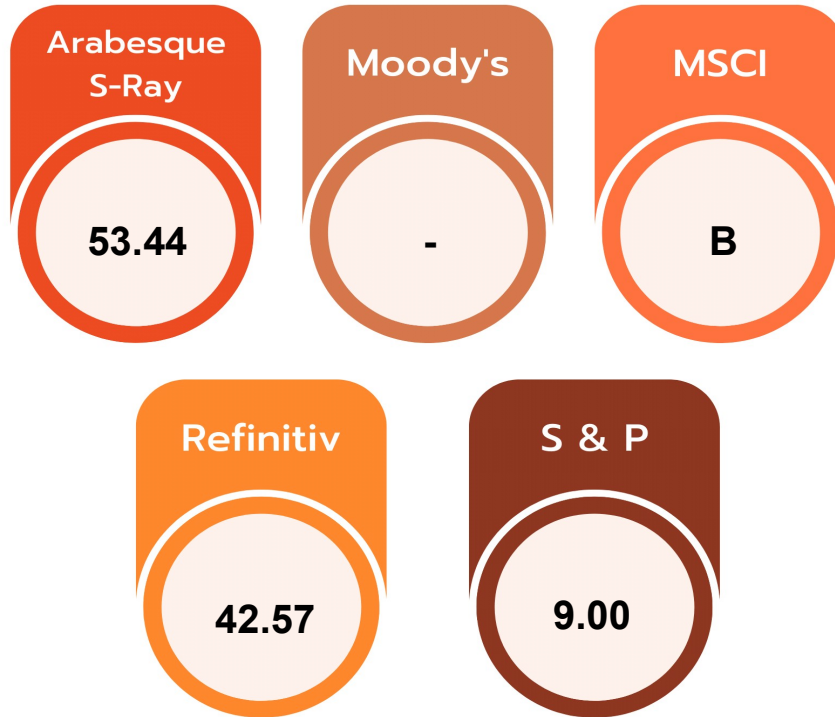 Arabesque
S-Ray
53.44
Moody's
-
MSCI
B
Refinitiv
42.57
S & P
9.00